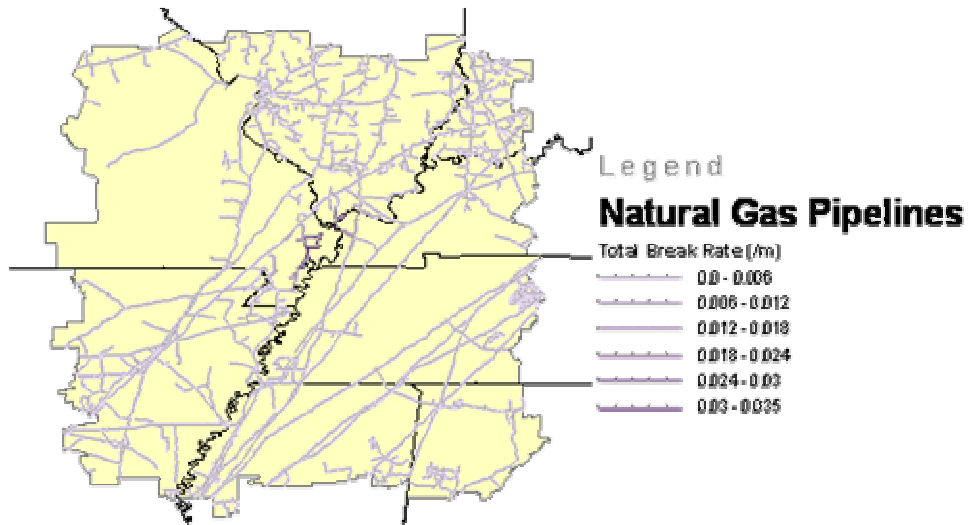 Legend
Natural Gas Pipelines
Total Break Rate (/m)
0.0 - 0.006
0.006 - 0.012
0.012 - 0.018
0.018 - 0.024
0.024 - 0.03
0.03 - 0.035